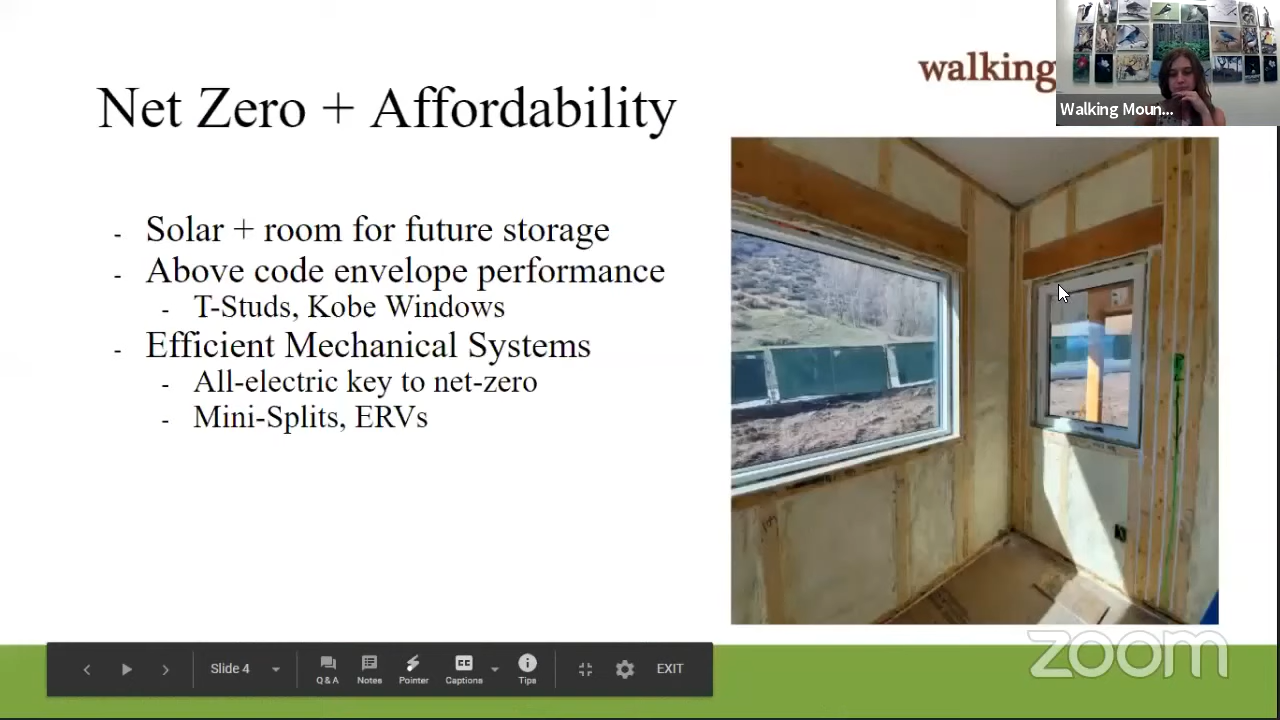 walking
Walking Moun...
Net Zero + Affordability
- Solar + room for future storage
- Above code envelope performance
- T-Studs, Kobe Windows
- Efficient Mechanical Systems
- All-electric key to net-zero
- Mini-Splits, ERVs
zoom
Slide 4
Q & A
Notes
Pointer
CC
Captions
Tips
EXIT